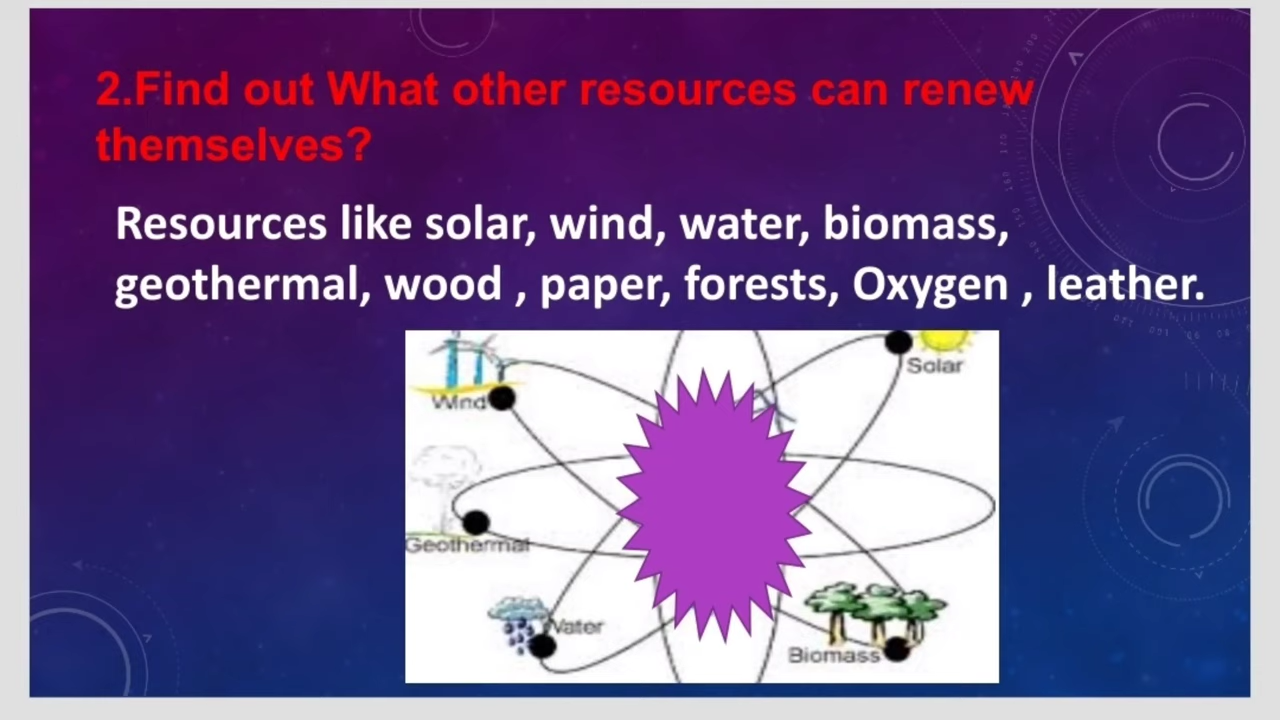 2.Find out What other resources can renew
themselves?
Resources like solar, wind, water, biomass,
geothermal, wood , paper, forests, Oxygen , leather.
Solar
Wind
Geothermal
Water
Biomass